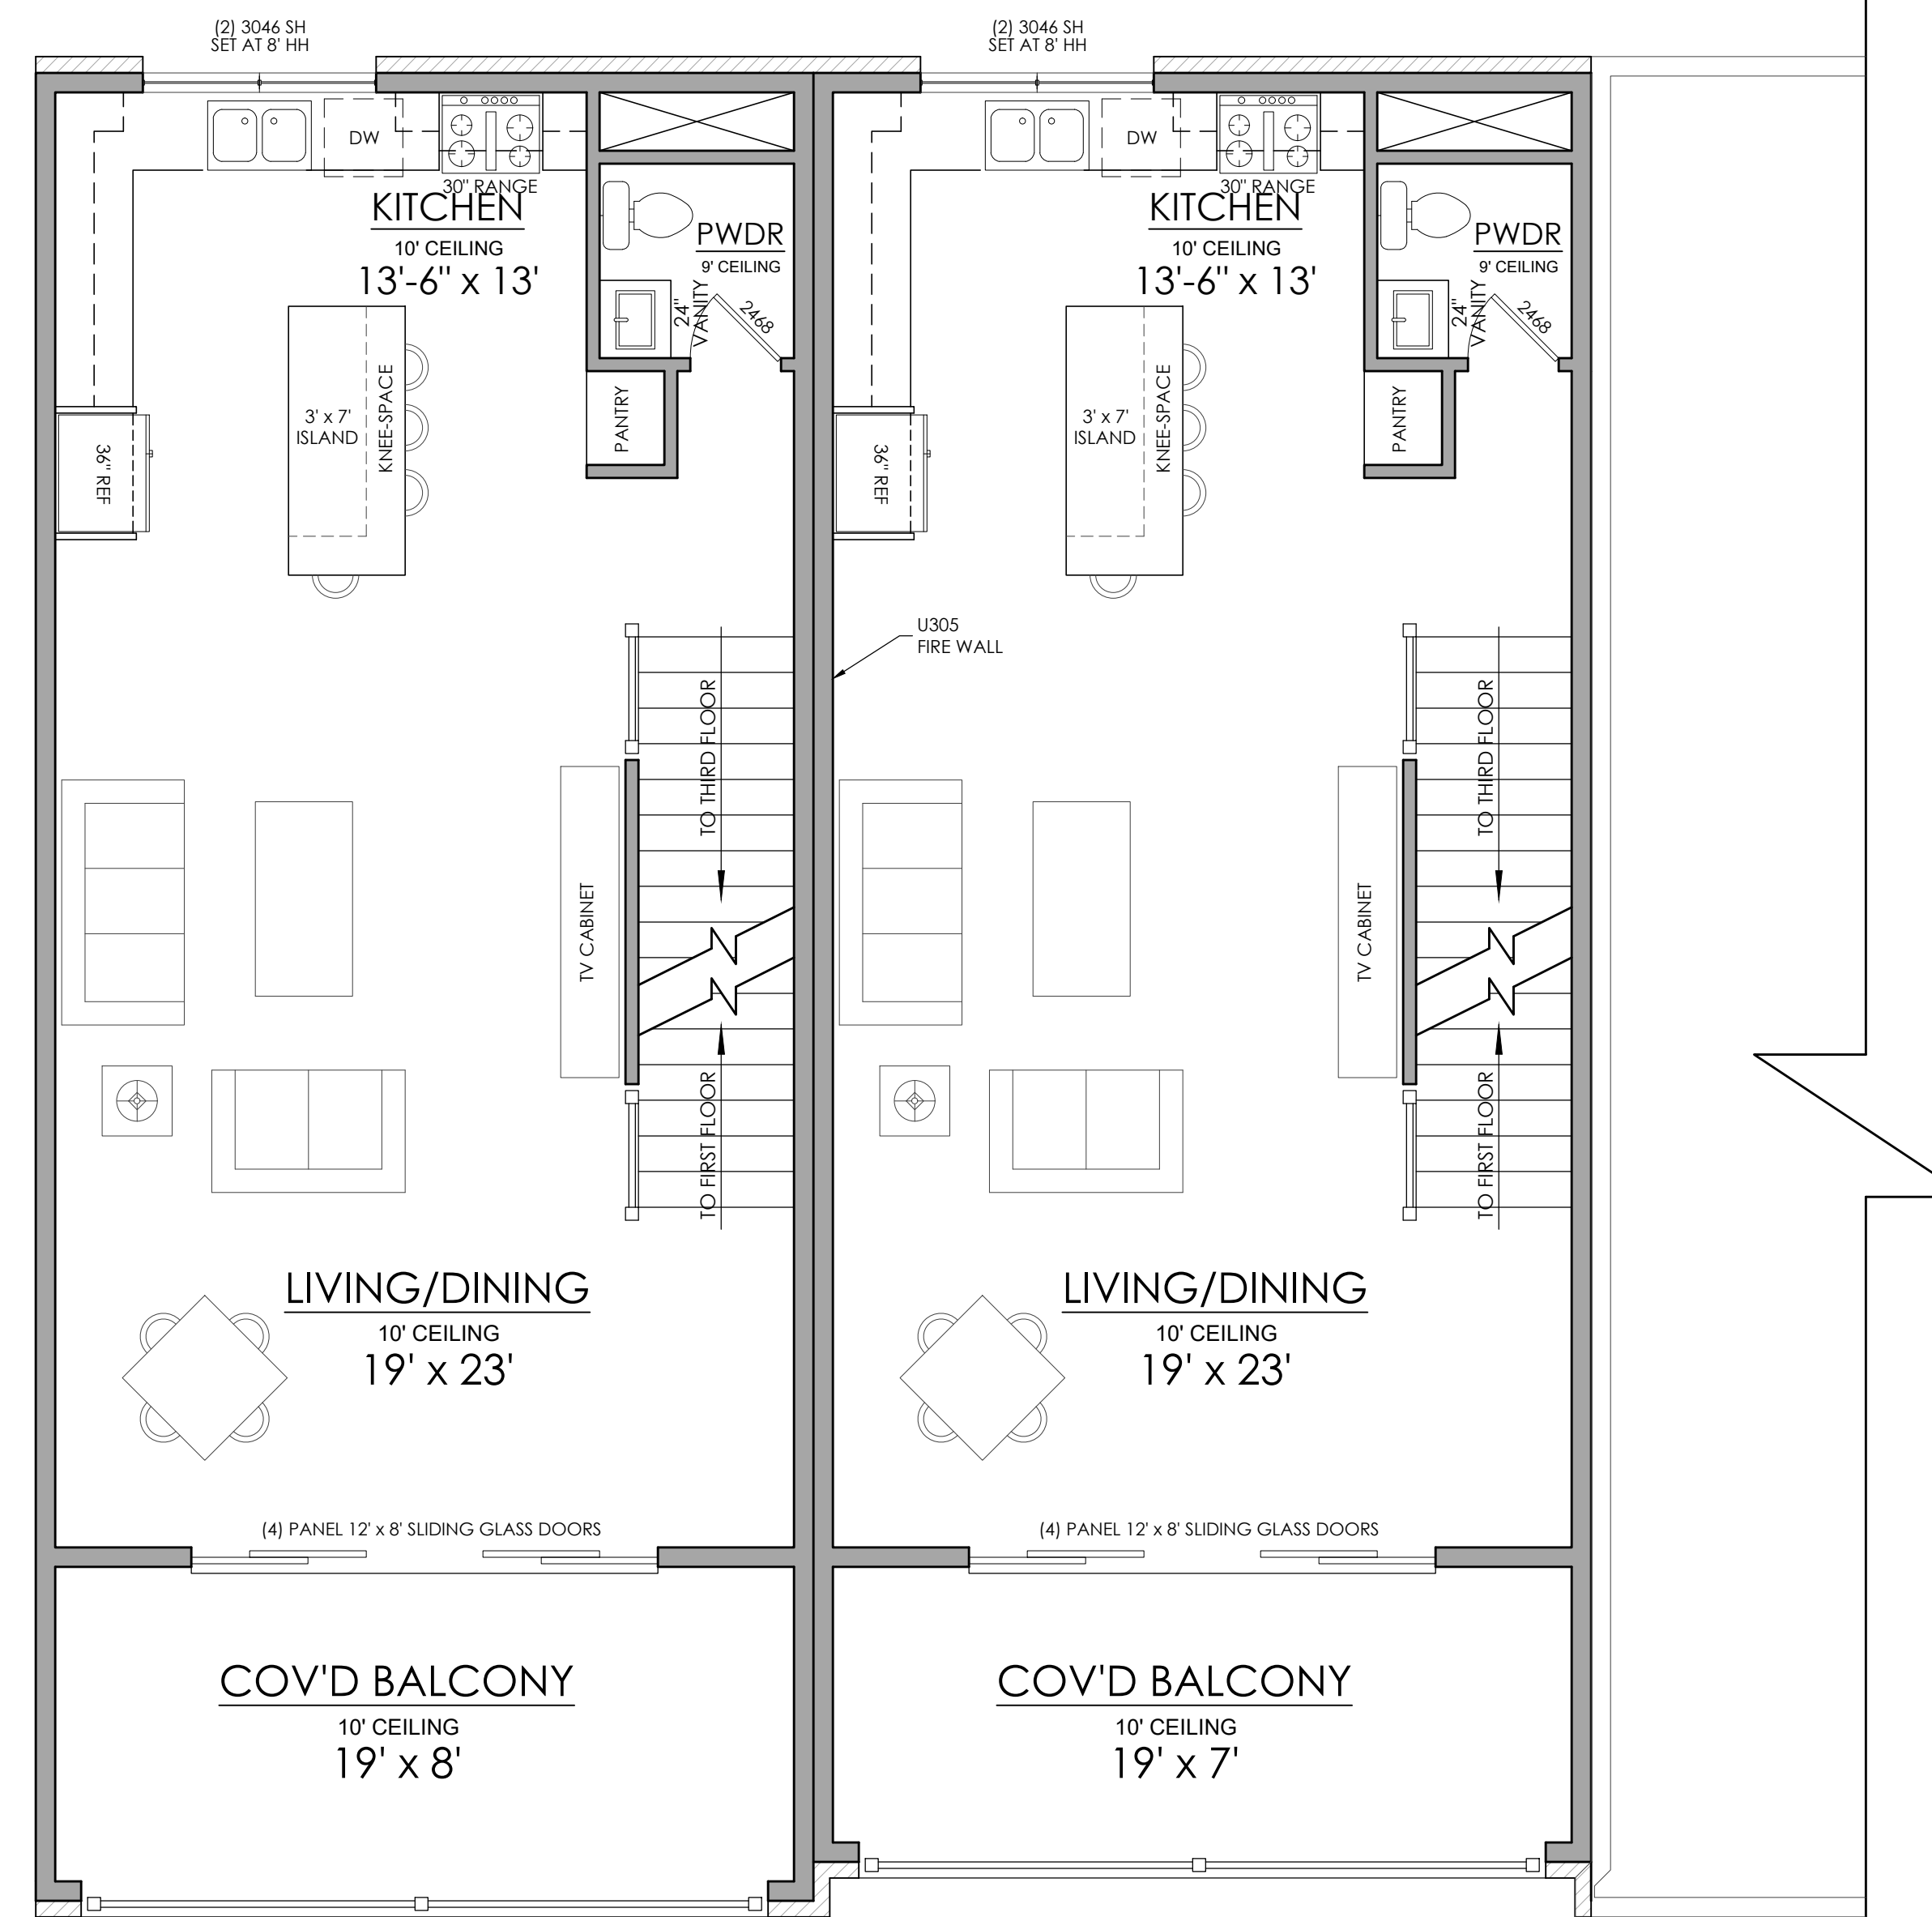 (2) 3046 SH
SET AT 8' HH
DW
30" RANGE
KITCHEN
10' CEILING
13'-6" x 13'
PWDR
9' CEILING
24"
VANITY
2468
3' x 7'
ISLAND
KNEE-SPACE
PANTRY
36" REF
TO THIRD FLOOR
TV CABINET
TO FIRST FLOOR
LIVING/DINING
10' CEILING
19' x 23'
(4) PANEL 12' x 8' SLIDING GLASS DOORS
COV'D BALCONY
10' CEILING
19' x 8'
(2) 3046 SH
SET AT 8' HH
DW
30" RANGE
KITCHEN
10' CEILING
13'-6" x 13'
PWDR
9' CEILING
24"
VANITY
2468
3' x 7'
ISLAND
KNEE-SPACE
PANTRY
36" REF
U305
FIRE WALL
TO THIRD FLOOR
TV CABINET
TO FIRST FLOOR
LIVING/DINING
10' CEILING
19' x 23'
(4) PANEL 12' x 8' SLIDING GLASS DOORS
COV'D BALCONY
10' CEILING
19' x 7'